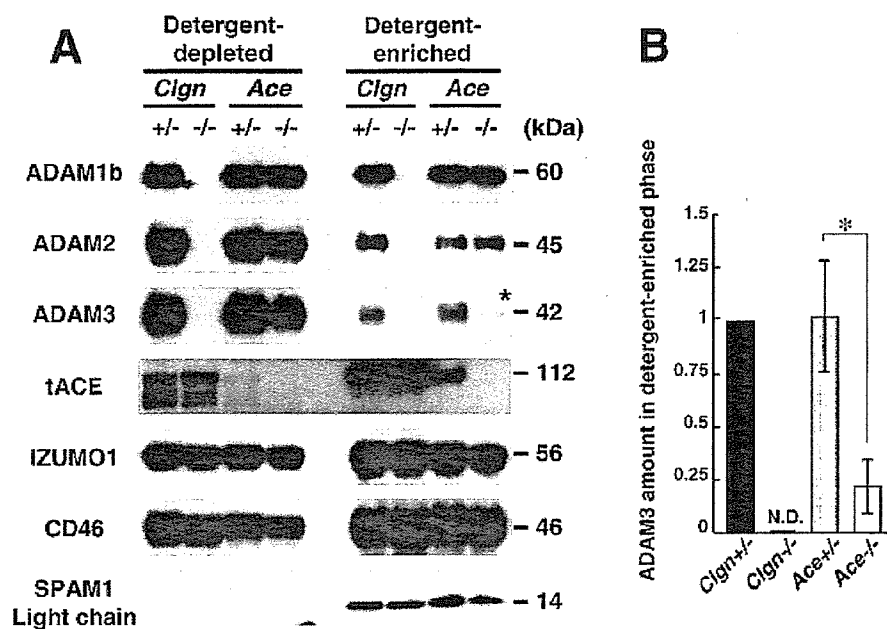 A
Detergent-
depleted
Detergent-
enriched
Clgn Ace Clgn Ace
+/- -/- +/- -/- +/- -/- +/- -/- (kDa)
ADAM1b – 60
ADAM2 – 45
ADAM3 * – 42
tACE – 112
IZUMO1 – 56
CD46 – 46
SPAM1 – 14
Light chain
B
ADAM3 amount in detergent-enriched phase
1.5
1.25
1
0.75
0.5
0.25
0
*
N.D.
Clgn+/-
Clgn-/-
Ace+/-
Ace-/-